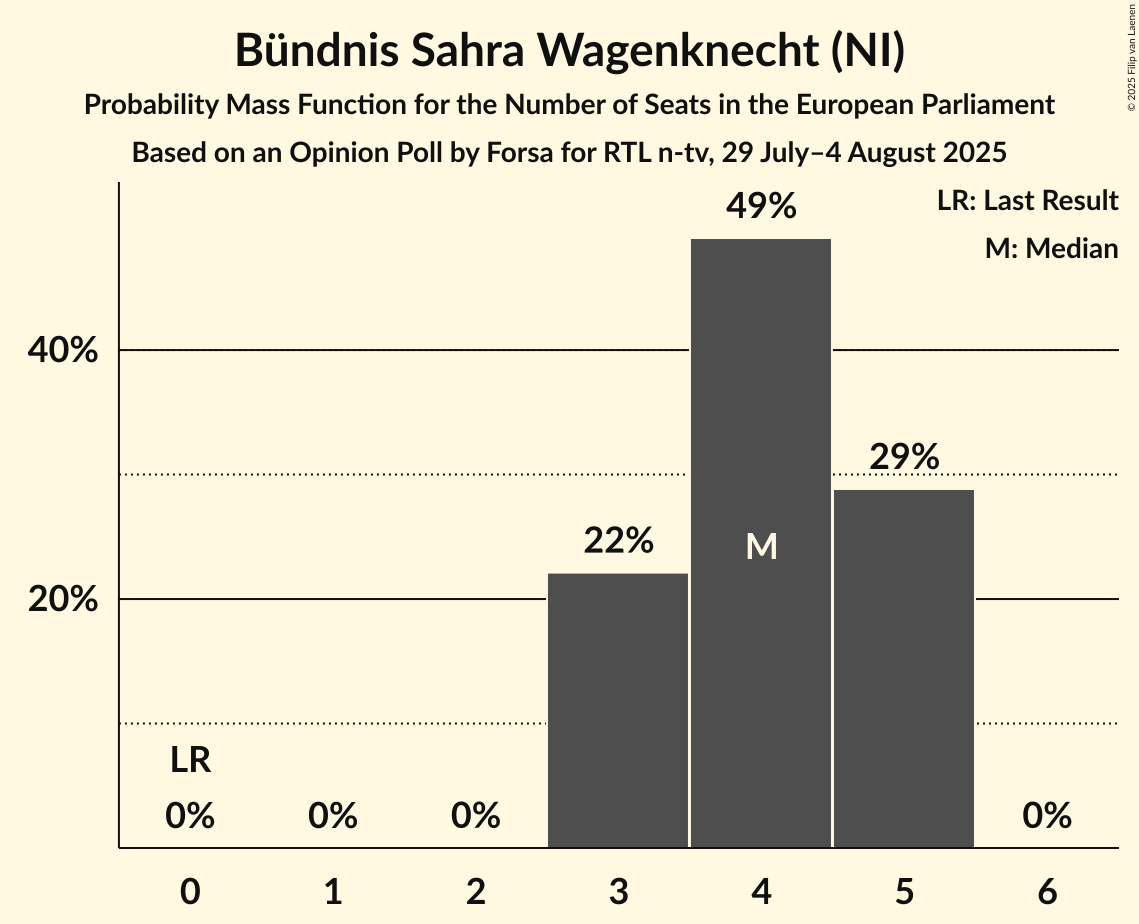 Bündnis Sahra Wagenknecht (NI)
Probability Mass Function for the Number of Seats in the European Parliament
Based on an Opinion Poll by Forsa for RTL n-tv, 29 July–4 August 2025
© 2025 Filip van Laenen
LR: Last Result
M: Median
49%
40%
29%
22%
M
20%
LR
0%
0%
0%
0%
0
1
2
3
4
5
6